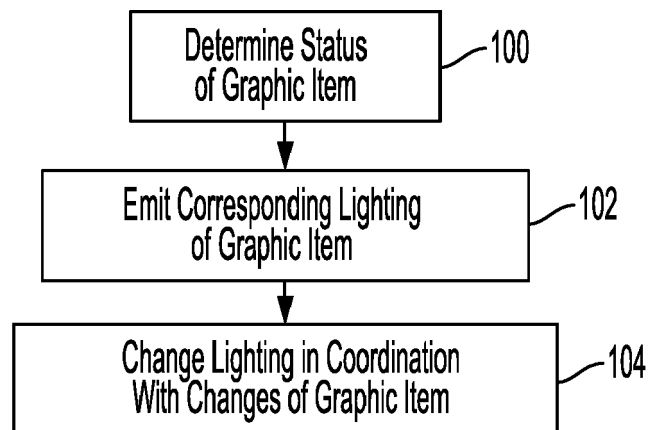 Determine Status
of Graphic Item
100
Emit Corresponding Lighting
of Graphic Item
102
Change Lighting in Coordination
With Changes of Graphic Item
104